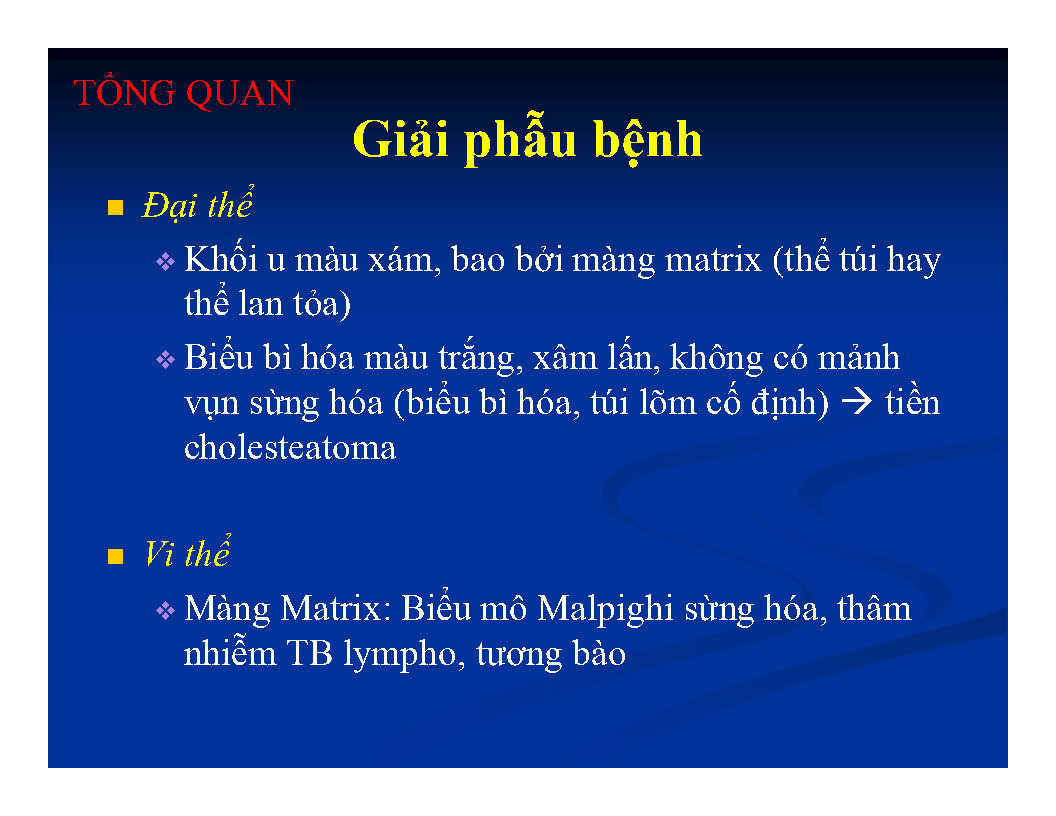 TỔNG QUAN
Giải phẫu bệnh
Đại thể
Khối u màu xám, bao bởi màng matrix (thể túi hay
thể lan tỏa)
Biểu bì hóa màu trắng, xâm lấn, không có mảnh
vụn sừng hóa (biểu bì hóa, túi lõm cố định) → tiền
cholesteatoma
Vi thể
Màng Matrix: Biểu mô Malpighi sừng hóa, thâm
nhiễm TB lympho, tương bào